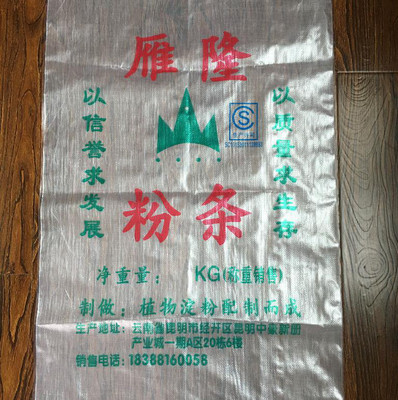 雁隆
以信誉求发展
以质量求生存
粉条
净重量： KG(称重销售)
制做：植物淀粉配制而成
生产地址：云南省昆明市经开区昆明中豪新册
产业城一期A区20栋6楼
销售电话：18388160058